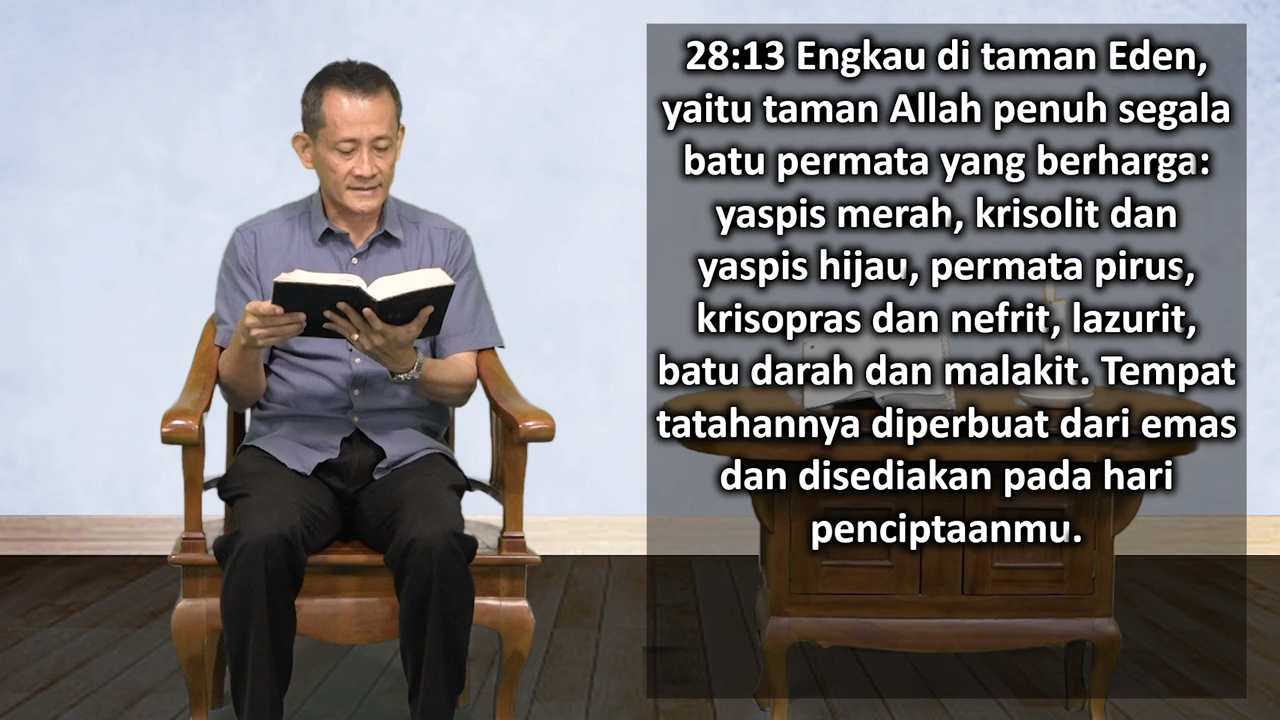 28:13 Engkau di taman Eden,
yaitu taman Allah penuh segala
batu permata yang berharga:
yaspis merah, krisolit dan
yaspis hijau, permata pirus,
krisopras dan nefrit, lazurit,
batu darah dan malakit. Tempat
tatahannya diperbuat dari emas
dan disediakan pada hari
penciptaanmu.